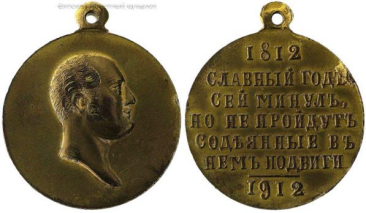 1812
СЛАВНЫЙ ГОДЪ
СЕЙ МИНУЛЪ,
НО НЕ ПРОЙДУТЪ
СОДѢЯННЫЕ ВЪ
НЕМЪ ПОДВИГИ
1912